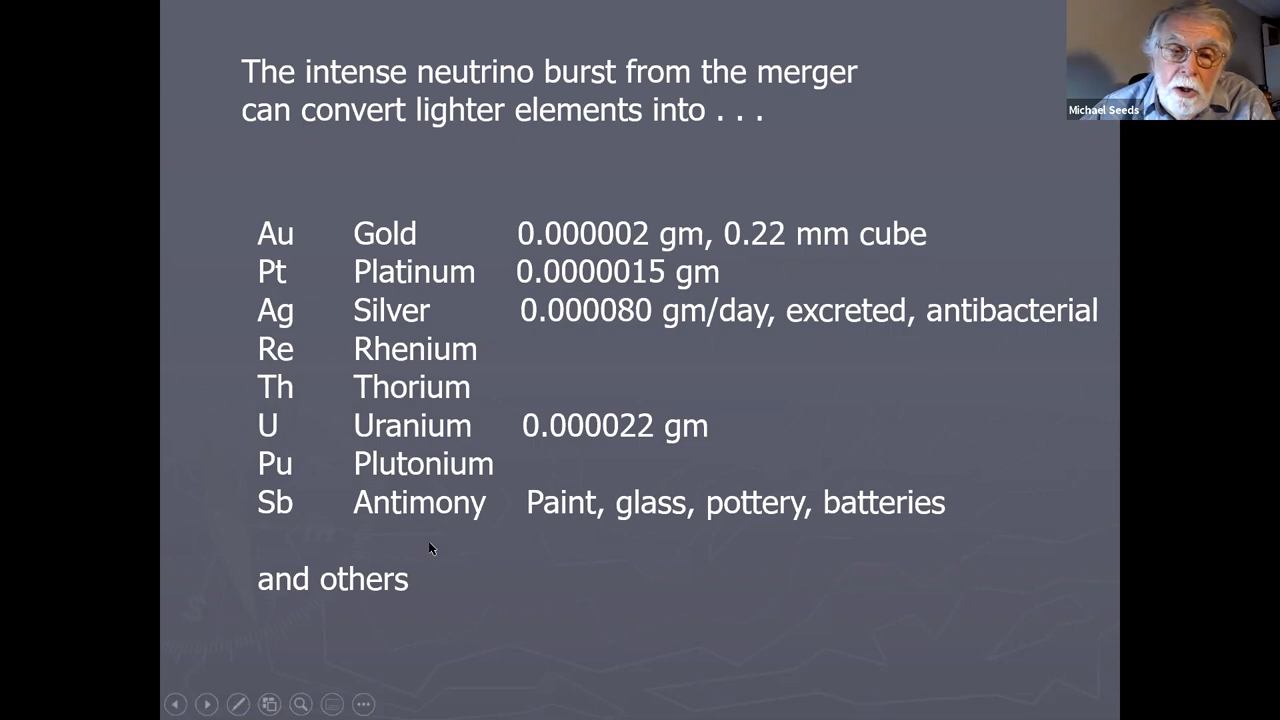 The intense neutrino burst from the merger
can convert lighter elements into . . .
Michael Seeds
Au Gold 0.000002 gm, 0.22 mm cube
Pt Platinum 0.0000015 gm
Ag Silver 0.000080 gm/day, excreted, antibacterial
Re Rhenium
Th Thorium
U Uranium 0.000022 gm
Pu Plutonium
Sb Antimony Paint, glass, pottery, batteries
and others